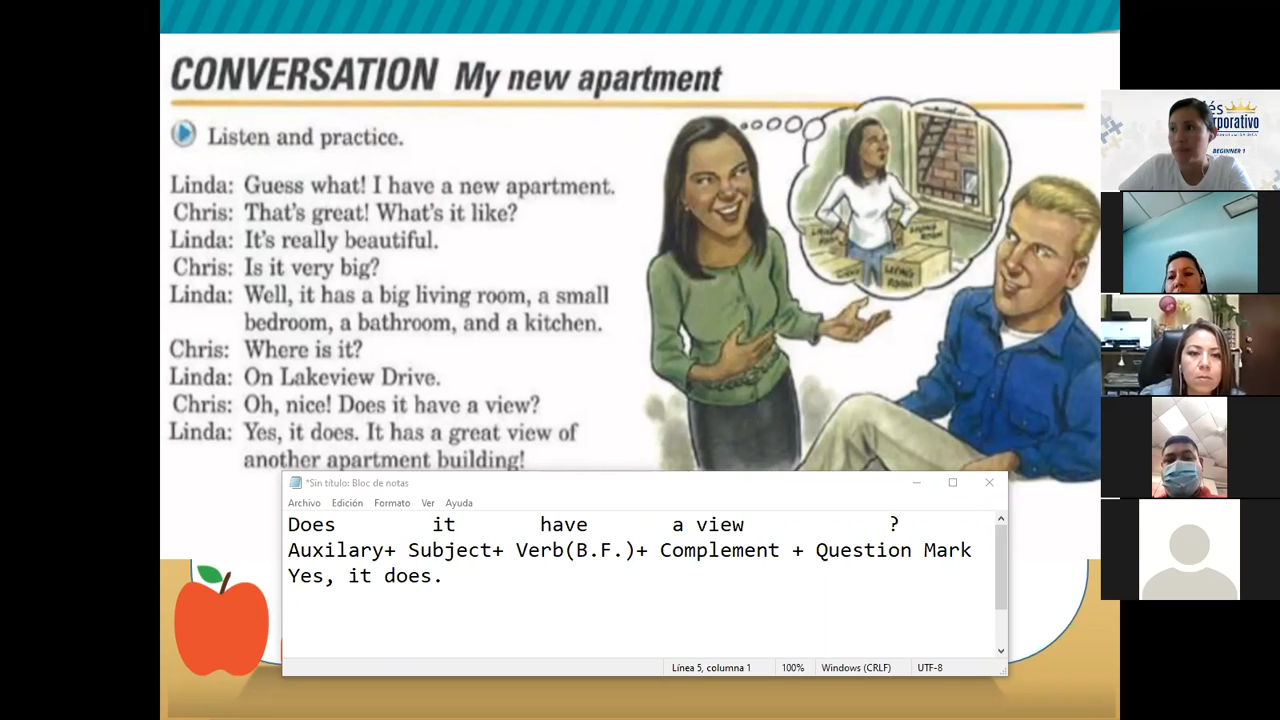 CONVERSATION My new apartment
Listen and practice.
Linda: Guess what! I have a new apartment.
Chris: That's great! What's it like?
Linda: It's really beautiful.
Chris: Is it very big?
Linda: Well, it has a big living room, a small
bedroom, a bathroom, and a kitchen.
Chris: Where is it?
Linda: On Lakeview Drive.
Chris: Oh, nice! Does it have a view?
Linda: Yes, it does. It has a great view of
another apartment building!
LIVING
ROOM
*Sin título: Bloc de notas
Archivo Edición Formato Ver Ayuda
Does it have a view ?
Auxilary+ Subject+ Verb(B.F.)+ Complement + Question Mark
Yes, it does.
Línea 5, columna 1 100% Windows (CRLF) UTF-8
és
rporativo
BEGINNER 1